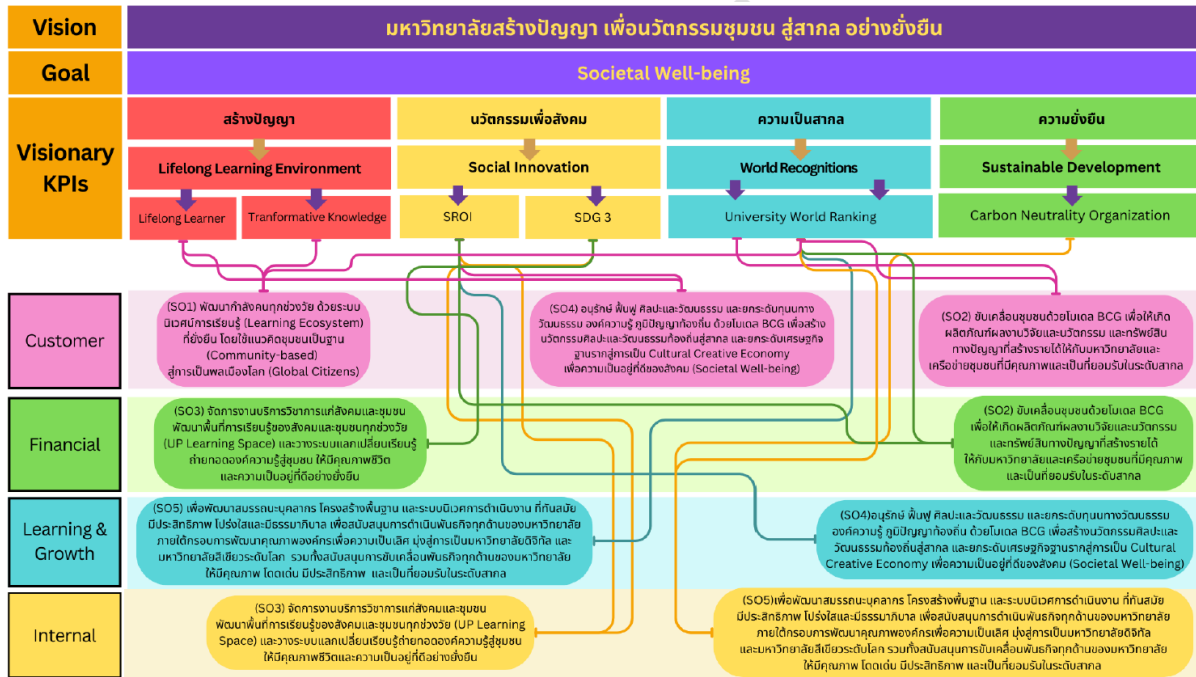 Vision
มหาวิทยาลัยสร้างปัญญา เพื่อนวัตกรรมชุมชน สู่สากล อย่างยั่งยืน
Goal
Societal Well-being
Visionary
KPIs
สร้างปัญญา
นวัตกรรมเพื่อสังคม
ความเป็นสากล
ความยั่งยืน
Lifelong Learning Environment
Social Innovation
World Recognitions
Sustainable Development
Lifelong Learner
Tranformative Knowledge
SROI
SDG 3
University World Ranking
Carbon Neutrality Organization
Customer
(SO1) พัฒนากำลังคนทุกช่วงวัย ด้วยระบบ
นิเวศน์การเรียนรู้ (Learning Ecosystem)
ที่ยั่งยืน โดยใช้แนวคิดชุมชนเป็นฐาน
(Community-based)
สู่การเป็นพลเมืองโลก (Global Citizens)
(SO4) อนุรักษ์ ฟื้นฟู ศิลปะและวัฒนธรรม และยกระดับทุนทาง
วัฒนธรรม องค์ความรู้ ภูมิปัญญาท้องถิ่น ด้วยโมเดล BCG เพื่อสร้าง
นวัตกรรมศิลปะและวัฒนธรรมท้องถิ่นสู่สากล และยกระดับเศรษฐกิจ
ฐานรากสู่การเป็น Cultural Creative Economy
เพื่อความเป็นอยู่ที่ดีของสังคม (Societal Well-being)
(SO2) ขับเคลื่อนชุมชนด้วยโมเดล BCG เพื่อให้เกิด
ผลิตภัณฑ์ผลงานวิจัยและนวัตกรรม และทรัพย์สิน
ทางปัญญาที่สร้างรายได้ให้กับมหาวิทยาลัยและ
เครือข่ายชุมชนที่มีคุณภาพและเป็นที่ยอมรับในระดับสากล
Financial
(SO3) จัดการงานบริการวิชาการแก่สังคมและชุมชน
พัฒนาพื้นที่การเรียนรู้ของสังคมและชุมชนทุกช่วงวัย
(UP Learning Space) และวางระบบแลกเปลี่ยนเรียนรู้
ถ่ายทอดองค์ความรู้สู่ชุมชน ให้มีคุณภาพชีวิต
และความเป็นอยู่ที่ดีอย่างยั่งยืน
(SO2) ขับเคลื่อนชุมชนด้วยโมเดล BCG
เพื่อให้เกิดผลิตภัณฑ์ผลงานวิจัยและนวัตกรรม
และทรัพย์สินทางปัญญาที่สร้างรายได้
ให้กับมหาวิทยาลัยและเครือข่ายชุมชนที่มีคุณภาพ
และเป็นที่ยอมรับในระดับสากล
Learning
& Growth
(SO5) เพื่อพัฒนาสมรรถนะบุคลากร โครงสร้างพื้นฐาน และระบบนิเวศการดำเนินงาน ที่ทันสมัย
มีประสิทธิภาพ โปร่งใสและมีธรรมาภิบาล เพื่อสนับสนุนการดำเนินพันธกิจทุกด้านของมหาวิทยาลัย
ภายใต้กรอบการพัฒนาคุณภาพองค์กรเพื่อความเป็นเลิศ มุ่งสู่การเป็นมหาวิทยาลัยดิจิทัล และ
มหาวิทยาลัยสีเขียวระดับโลก รวมทั้งสนับสนุนการขับเคลื่อนพันธกิจทุกด้านของมหาวิทยาลัย
ให้มีคุณภาพ โดดเด่น มีประสิทธิภาพ และเป็นที่ยอมรับในระดับสากล
(SO4)อนุรักษ์ ฟื้นฟู ศิลปะและวัฒนธรรม และยกระดับทุนทางวัฒนธรรม
องค์ความรู้ ภูมิปัญญาท้องถิ่น ด้วยโมเดล BCG เพื่อสร้างนวัตกรรมศิลปะและ
วัฒนธรรมท้องถิ่นสู่สากล และยกระดับเศรษฐกิจฐานรากสู่การเป็น Cultural
Creative Economy เพื่อความเป็นอยู่ที่ดีของสังคม (Societal Well-being)
Internal
(SO3) จัดการงานบริการวิชาการแก่สังคมและชุมชน
พัฒนาพื้นที่การเรียนรู้ของสังคมและชุมชนทุกช่วงวัย (UP Learning
Space) และวางระบบแลกเปลี่ยนเรียนรู้ถ่ายทอดองค์ความรู้สู่ชุมชน
ให้มีคุณภาพชีวิตและความเป็นอยู่ที่ดีอย่างยั่งยืน
(SO5)เพื่อพัฒนาสมรรถนะบุคลากร โครงสร้างพื้นฐาน และระบบนิเวศการดำเนินงาน ที่ทันสมัย
มีประสิทธิภาพ โปร่งใสและมีธรรมาภิบาล เพื่อสนับสนุนการดำเนินพันธกิจทุกด้านของมหาวิทยาลัย
ภายใต้กรอบการพัฒนาคุณภาพองค์กรเพื่อความเป็นเลิศ มุ่งสู่การเป็นมหาวิทยาลัยดิจิทัล
และมหาวิทยาลัยสีเขียวระดับโลก รวมทั้งสนับสนุนการขับเคลื่อนพันธกิจทุกด้านของมหาวิทยาลัย
ให้มีคุณภาพ โดดเด่น มีประสิทธิภาพ และเป็นที่ยอมรับในระดับสากล